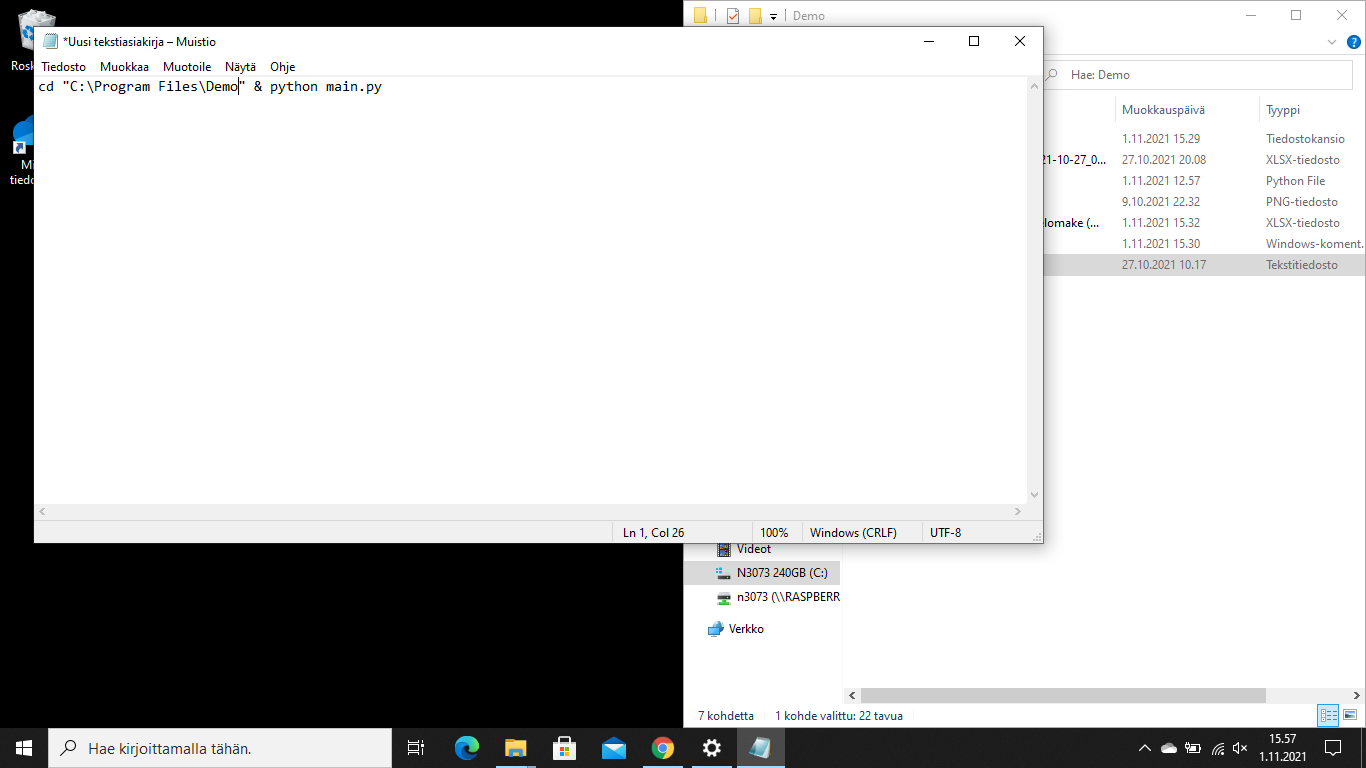 Demo
*Uusi tekstiasiakirja – Muistio
Tiedosto Muokkaa Muotoile Näytä Ohje
cd "C:\Program Files\Demo" & python main.py
Ln 1, Col 26
100%
Windows (CRLF)
UTF-8
Hae: Demo
Muokkauspäivä Tyyppi
1.11.2021 15.29 Tiedostokansio
21-10-27_0... 27.10.2021 20.08 XLSX-tiedosto
1.11.2021 12.57 Python File
9.10.2021 22.32 PNG-tiedosto
elomake (... 1.11.2021 15.32 XLSX-tiedosto
1.11.2021 15.30 Windows-koment.
27.10.2021 10.17 Tekstitiedosto
Videot
N3073 240GB (C:)
n3073 (\\RASPBERR
Verkko
7 kohdetta 1 kohde valittu: 22 tavua
Rosk
Mi
tiedo
Hae kirjoittamalla tähän.
15.57
1.11.2021